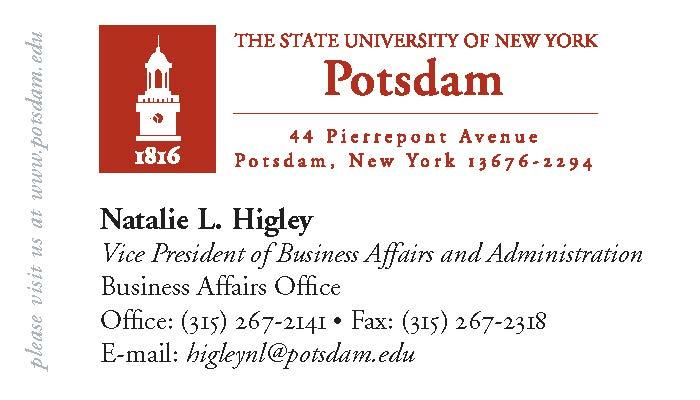 please visit us at www.potsdam.edu
1816
THE STATE UNIVERSITY OF NEW YORK
Potsdam
44 Pierrepont Avenue
Potsdam, New York 13676-2294
Natalie L. Higley
Vice President of Business Affairs and Administration
Business Affairs Office
Office: (315) 267-2141 • Fax: (315) 267-2318
E-mail: higleynl@potsdam.edu